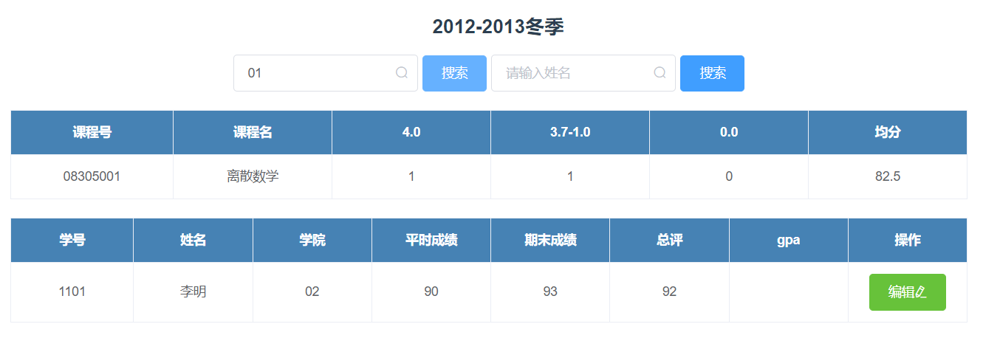 2012-2013冬季
01 搜索 请输入姓名 搜索
课程号 课程名 4.0 3.7-1.0 0.0 均分
08305001 离散数学 1 1 0 82.5
学号 姓名 学院 平时成绩 期末成绩 总评 gpa 操作
1101 李明 02 90 93 92 编辑